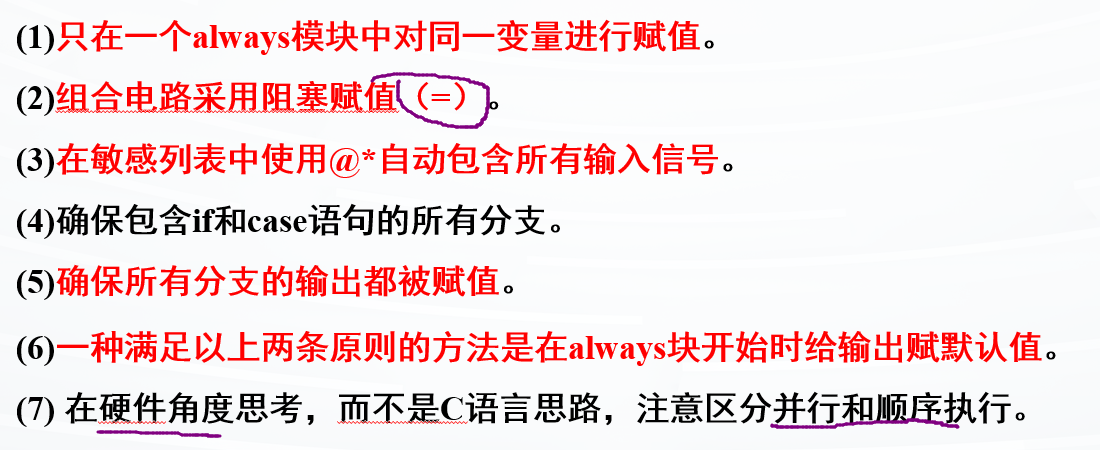 (1)只在一个always模块中对同一变量进行赋值。
(2)组合电路采用阻塞赋值（=）。
(3)在敏感列表中使用@*自动包含所有输入信号。
(4)确保包含if和case语句的所有分支。
(5)确保所有分支的输出都被赋值。
(6)一种满足以上两条原则的方法是在always块开始时给输出赋默认值。
(7) 在硬件角度思考，而不是C语言思路，注意区分并行和顺序执行。